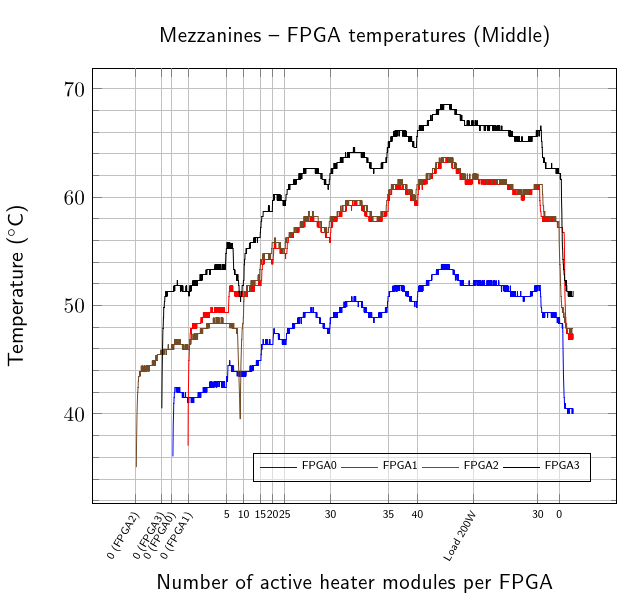 Mezzanines – FPGA temperatures (Middle)
Temperature (°C)
70
60
50
40
FPGA0 FPGA1 FPGA2 FPGA3
0 (FPGA2) 0 (FPGA3) 0 (FPGA0) 0 (FPGA1) 5 10 15 20 25 30 35 40 Load 200W 30 0
Number of active heater modules per FPGA